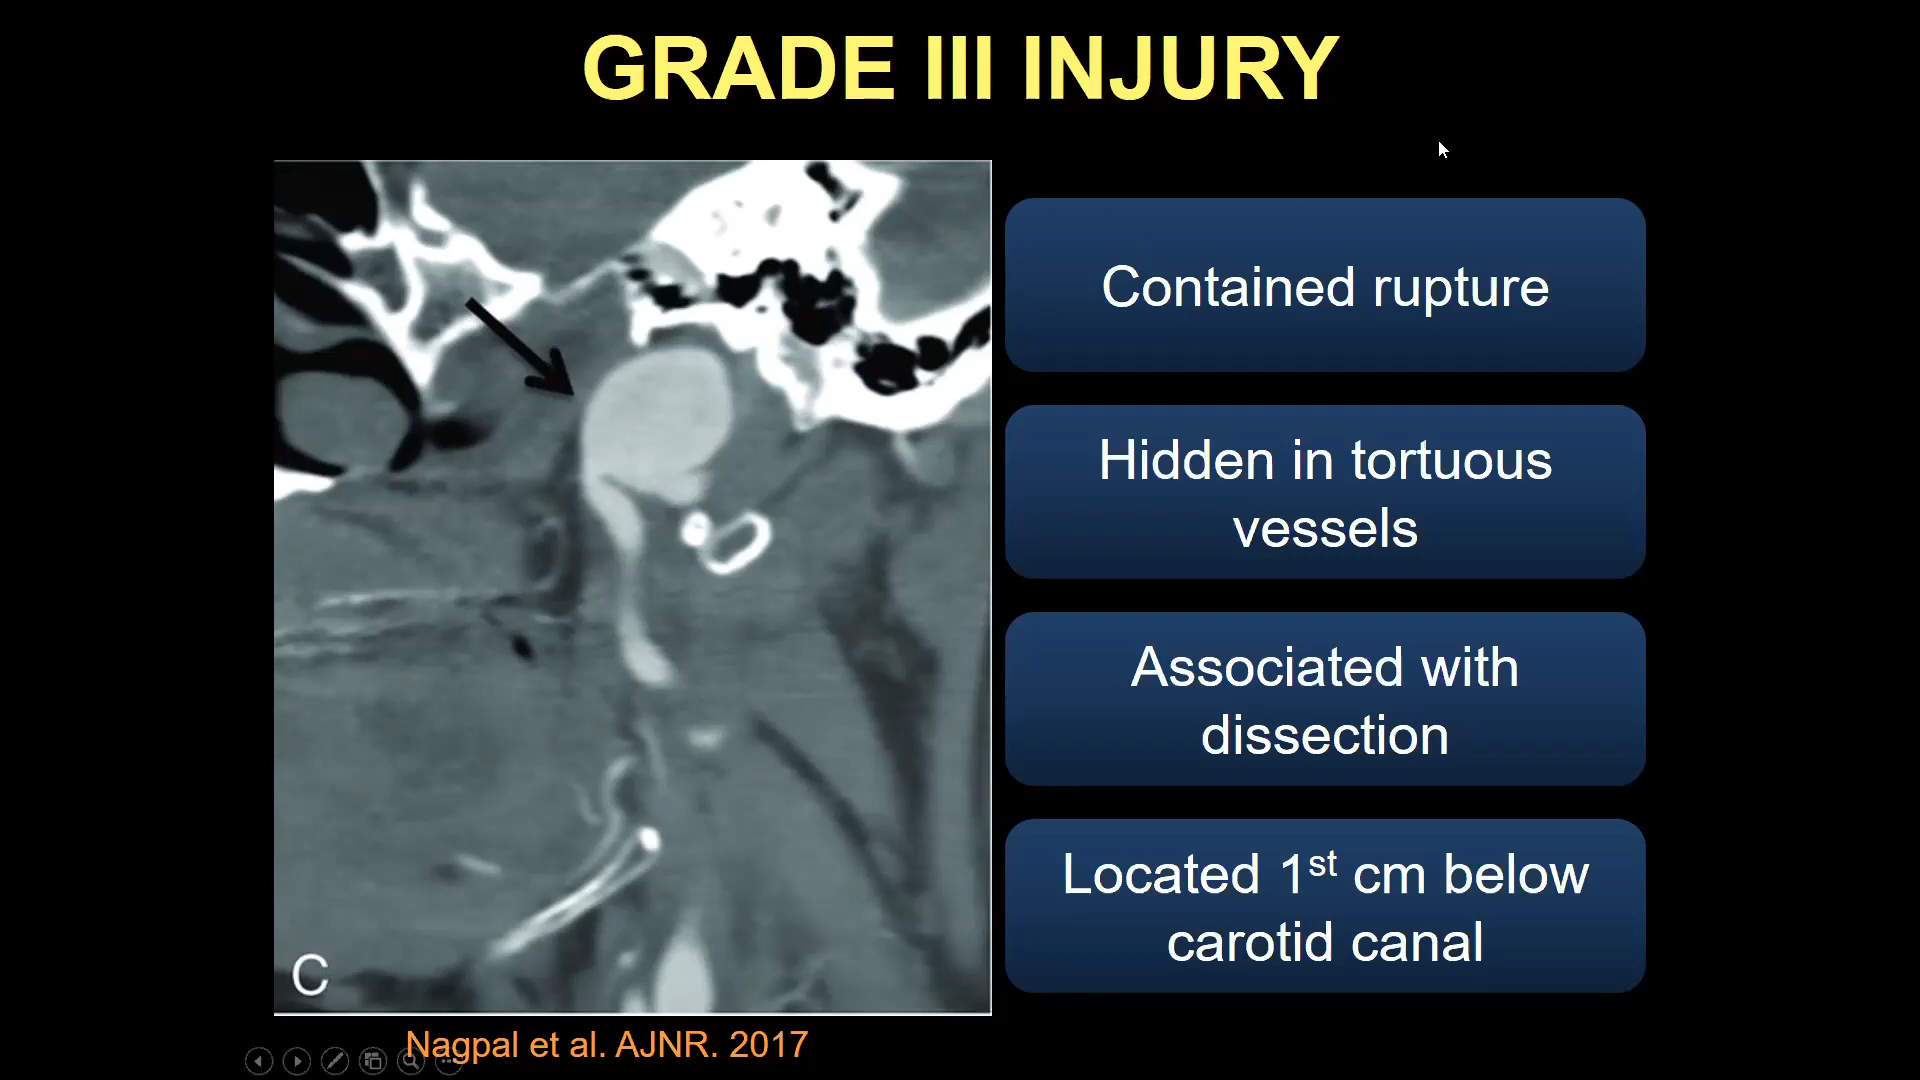 GRADE III INJURY
Contained rupture
Hidden in tortuous
vessels
Associated with
dissection
Located 1st cm below
carotid canal
C
Nagpal et al. AJNR. 2017